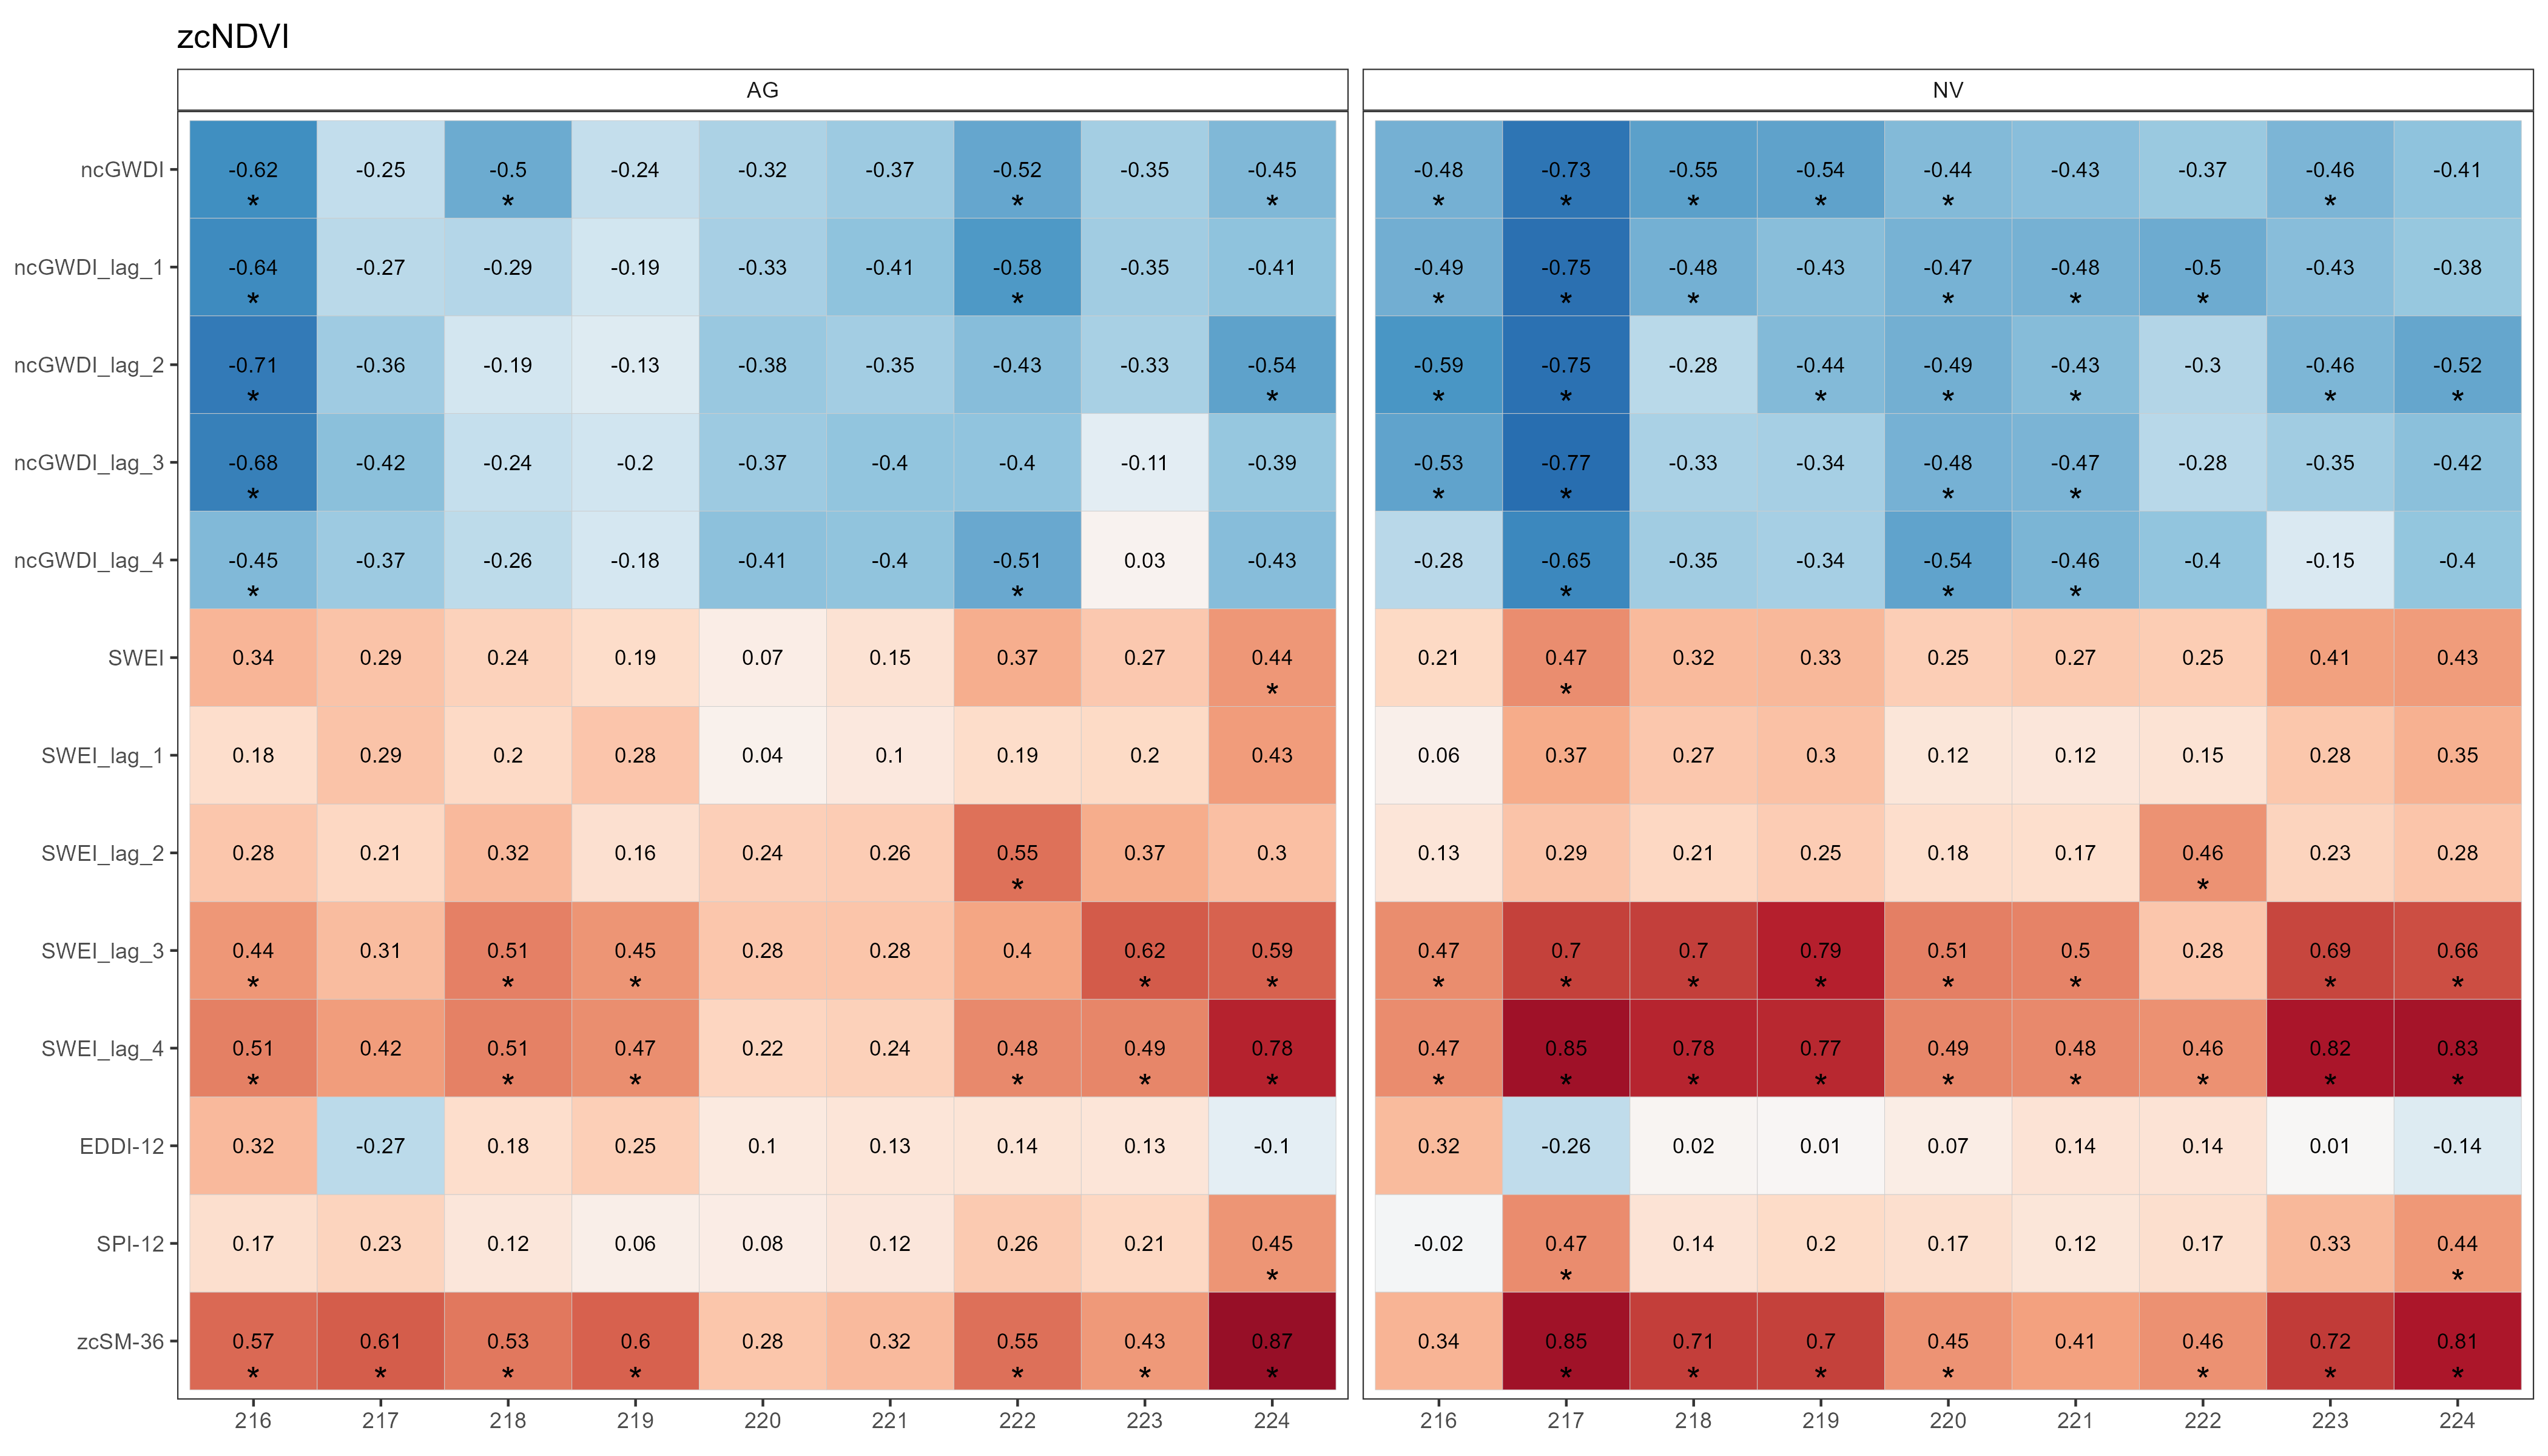 zcNDVI
AG NV
ncGWDI -0.62 -0.25 -0.5 -0.24 -0.32 -0.37 -0.52 -0.35 -0.45 -0.48 -0.73 -0.55 -0.54 -0.44 -0.43 -0.37 -0.46 -0.41
* * * * * * * * * *
ncGWDI_lag_1 -0.64 -0.27 -0.29 -0.19 -0.33 -0.41 -0.58 -0.35 -0.41 -0.49 -0.75 -0.48 -0.43 -0.47 -0.48 -0.5 -0.43 -0.38
* * * * * * * *
ncGWDI_lag_2 -0.71 -0.36 -0.19 -0.13 -0.38 -0.35 -0.43 -0.33 -0.54 -0.59 -0.75 -0.28 -0.44 -0.49 -0.43 -0.3 -0.46 -0.52
* * * * * * * * *
ncGWDI_lag_3 -0.68 -0.42 -0.24 -0.2 -0.37 -0.4 -0.4 -0.11 -0.39 -0.53 -0.77 -0.33 -0.34 -0.48 -0.47 -0.28 -0.35 -0.42
* * * * *
ncGWDI_lag_4 -0.45 -0.37 -0.26 -0.18 -0.41 -0.4 -0.51 0.03 -0.43 -0.28 -0.65 -0.35 -0.34 -0.54 -0.46 -0.4 -0.15 -0.4
* * * * *
SWEI 0.34 0.29 0.24 0.19 0.07 0.15 0.37 0.27 0.44 0.21 0.47 0.32 0.33 0.25 0.27 0.25 0.41 0.43
* *
SWEI_lag_1 0.18 0.29 0.2 0.28 0.04 0.1 0.19 0.2 0.43 0.06 0.37 0.27 0.3 0.12 0.12 0.15 0.28 0.35
SWEI_lag_2 0.28 0.21 0.32 0.16 0.24 0.26 0.55 0.37 0.3 0.13 0.29 0.21 0.25 0.18 0.17 0.46 0.23 0.28
* *
SWEI_lag_3 0.44 0.31 0.51 0.45 0.28 0.28 0.4 0.62 0.59 0.47 0.7 0.7 0.79 0.51 0.5 0.28 0.69 0.66
* * * * * * * * * * * * *
SWEI_lag_4 0.51 0.42 0.51 0.47 0.22 0.24 0.48 0.49 0.78 0.47 0.85 0.78 0.77 0.49 0.48 0.46 0.82 0.83
* * * * * * * * * * * * * * *
EDDI-12 0.32 -0.27 0.18 0.25 0.1 0.13 0.14 0.13 -0.1 0.32 -0.26 0.02 0.01 0.07 0.14 0.14 0.01 -0.14
SPI-12 0.17 0.23 0.12 0.06 0.08 0.12 0.26 0.21 0.45 -0.02 0.47 0.14 0.2 0.17 0.12 0.17 0.33 0.44
* * *
zcSM-36 0.57 0.61 0.53 0.6 0.28 0.32 0.55 0.43 0.87 0.34 0.85 0.71 0.7 0.45 0.41 0.46 0.72 0.81
* * * * * * * * * * * * * *
216 217 218 219 220 221 222 223 224 216 217 218 219 220 221 222 223 224